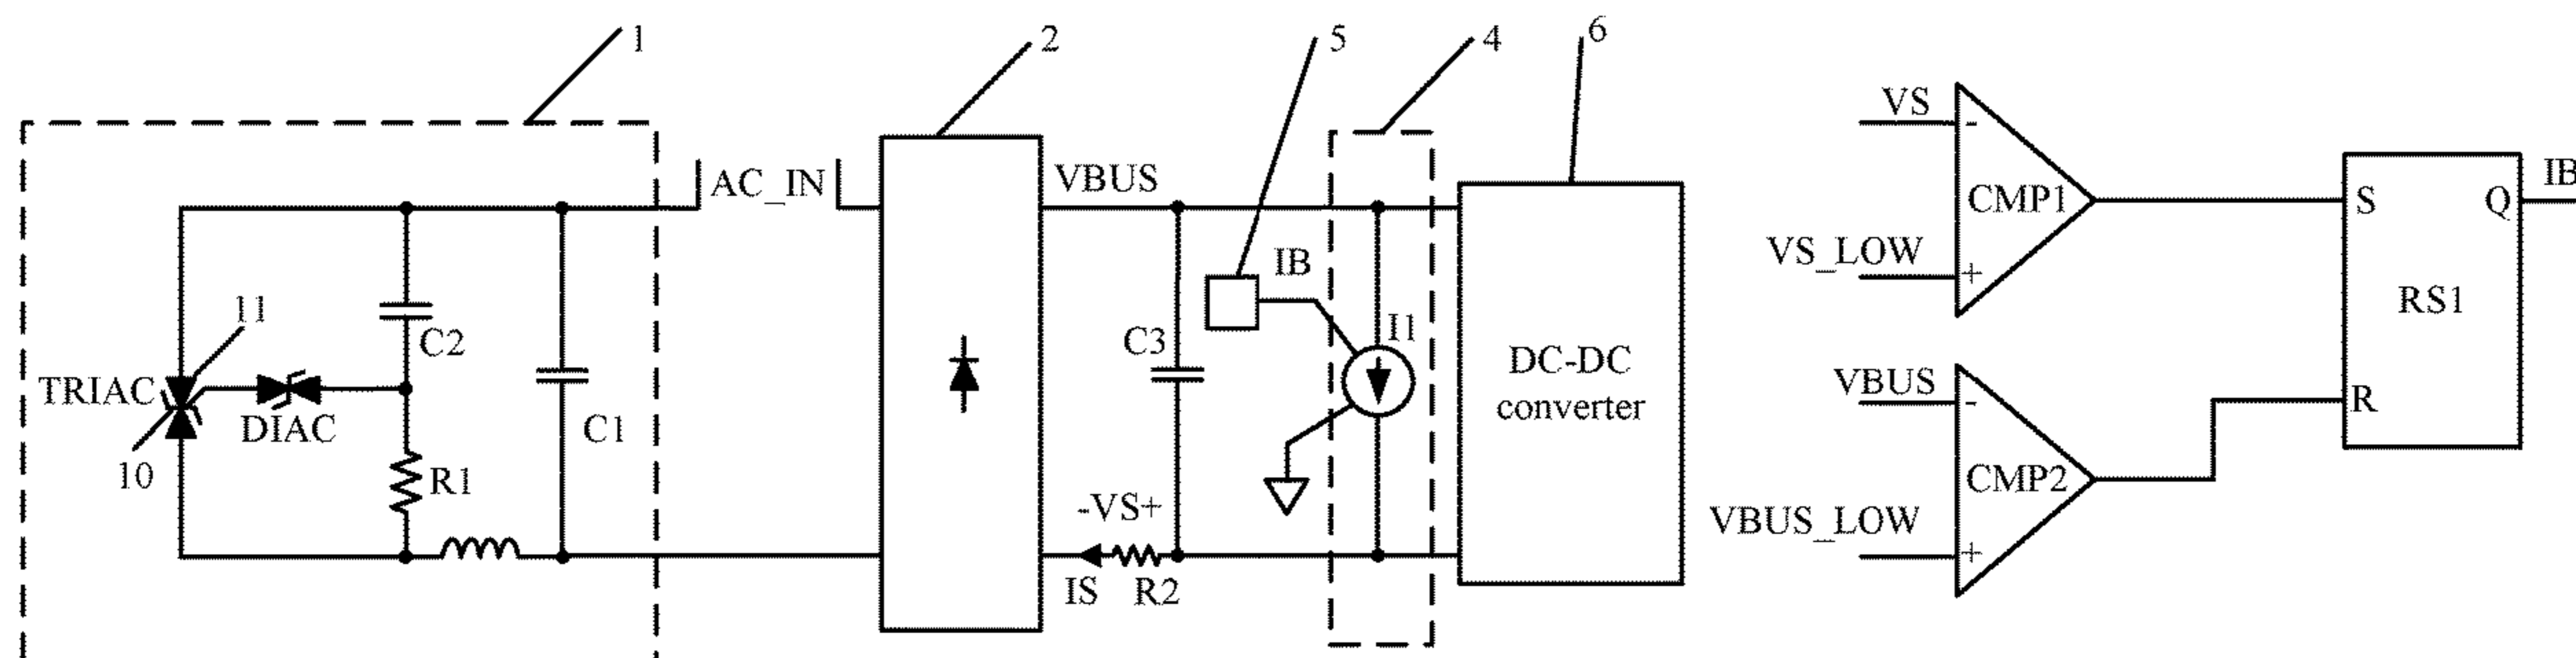 1
2
5
4
6
VS
-
CMP1
VS_LOW
+
S
Q
IB
RS1
R
VBUS
-
CMP2
VBUS_LOW
+
AC_IN
VBUS
11
C2
TRIAC
DIAC
10
R1
C1
IB
I1
C3
DC-DC
converter
-VS+
IS
R2